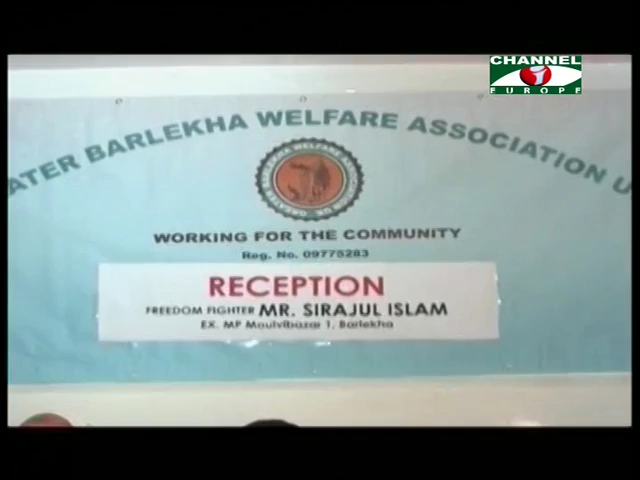 CHANNEL
i
EUROPE
ATER BARLEKHA WELFARE ASSOCIATION U
WORKING FOR THE COMMUNITY
Reg. No. 09775283
RECEPTION
FREEDOM FIGHTER MR. SIRAJUL ISLAM
EX. MP Moulvibazar 1, Barlekha